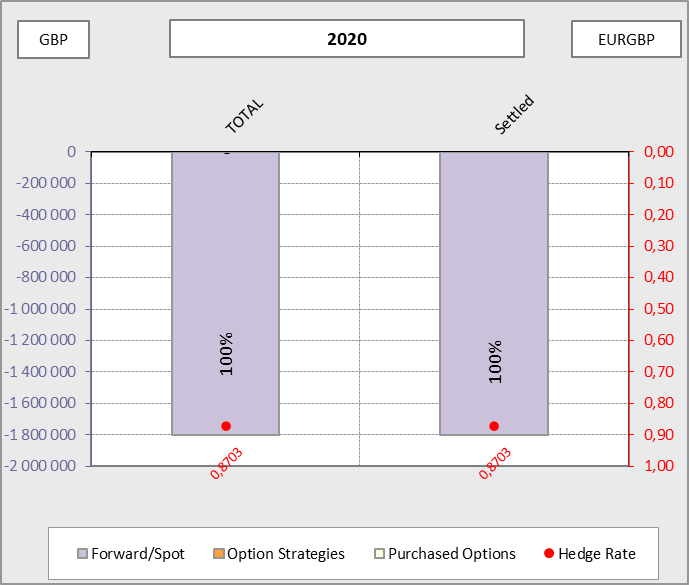 GBP
2020
EURGBP
TOTAL
Settled
0
0,00
-200 000
0,10
-400 000
0,20
-600 000
0,30
-800 000
0,40
-1 000 000
0,50
-1 200 000
0,60
-1 400 000
0,70
-1 600 000
0,80
-1 800 000
0,90
-2 000 000
1,00
100%
100%
0,8703
0,8703
Forward/Spot
Option Strategies
Purchased Options
Hedge Rate